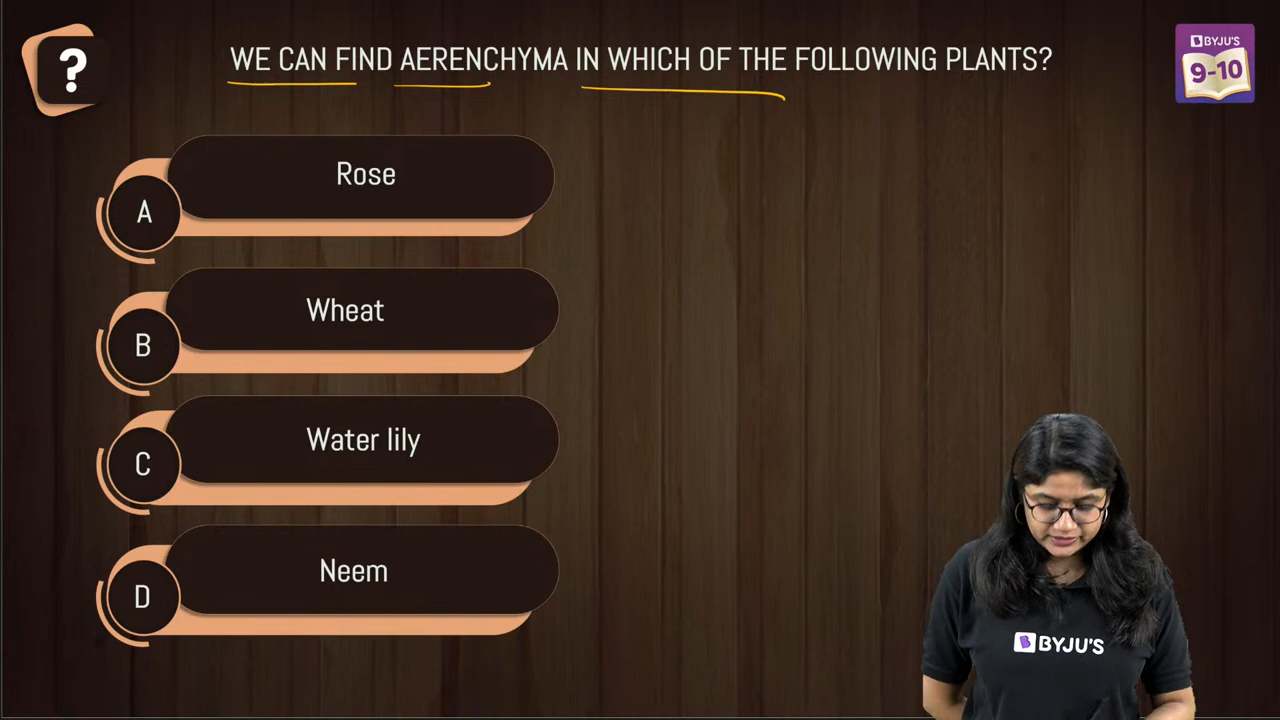 ?
WE CAN FIND AERENCHYMA IN WHICH OF THE FOLLOWING PLANTS?
BYJU'S
9-10
A
Rose
B
Wheat
C
Water lily
D
Neem
BYJU'S